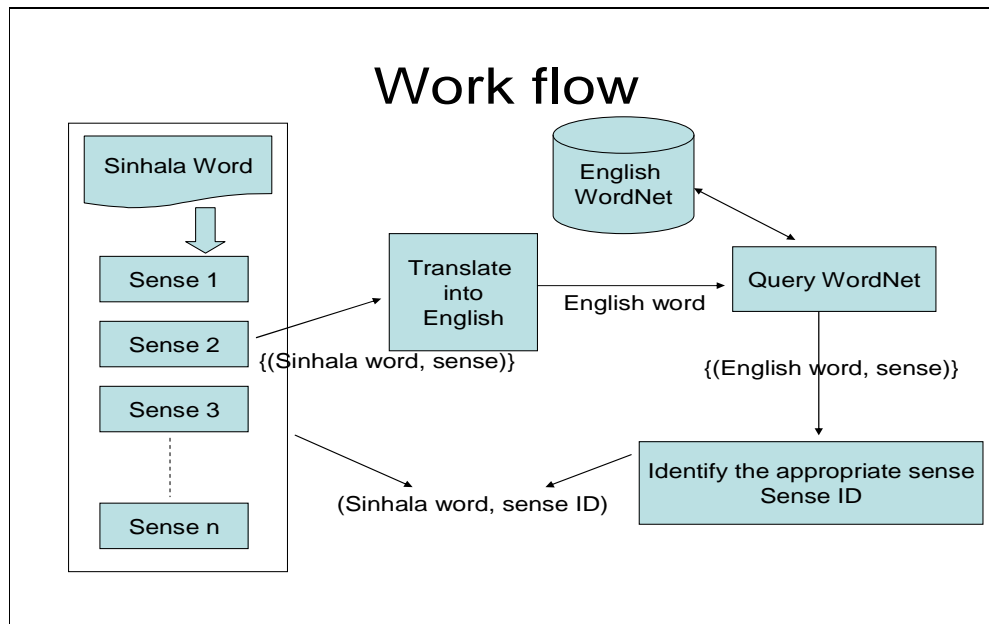 Work flow
Sinhala Word
Sense 1
Sense 2
Sense 3
Sense n
{(Sinhala word, sense)}
Translate
into
English
English word
English
WordNet
Query WordNet
{(English word, sense)}
Identify the appropriate sense
Sense ID
(Sinhala word, sense ID)